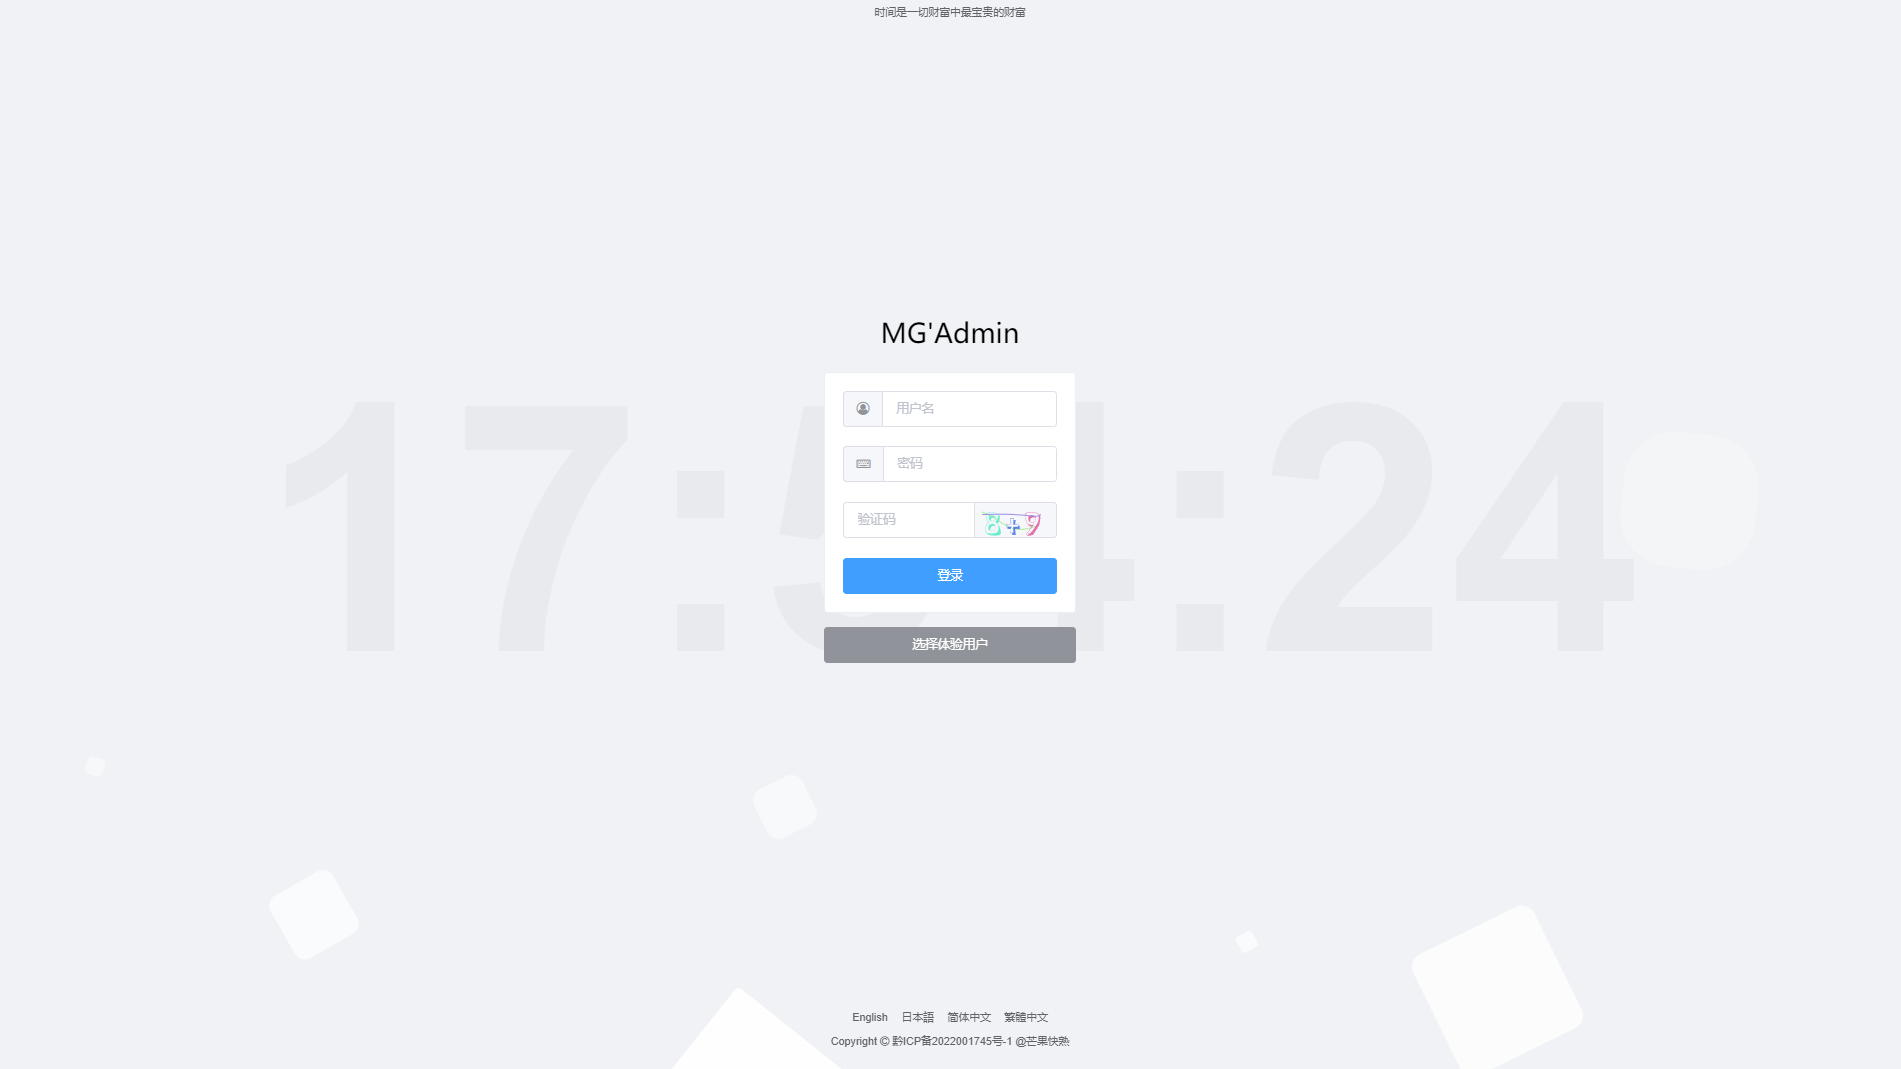 时间是一切财富中最宝贵的财富
MG'Admin
17:54:24
用户名
密码
验证码
8+9
登录
选择体验用户
English 日本語 简体中文 繁體中文
Copyright © 黔ICP备2022001745号-1 @芒果快熟